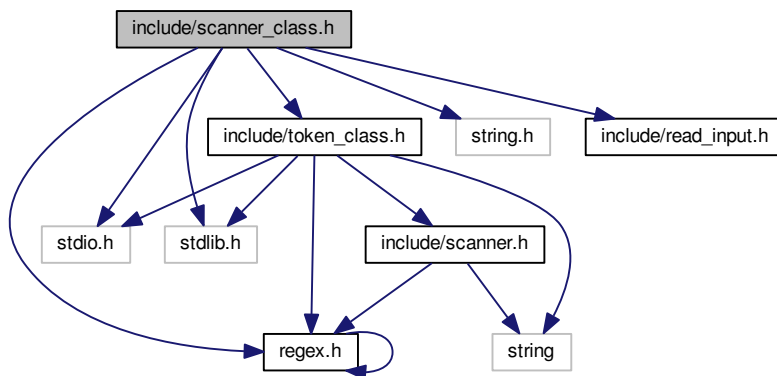 include/scanner_class.h
include/token_class.h
string.h
include/read_input.h
stdio.h
stdlib.h
include/scanner.h
regex.h
string